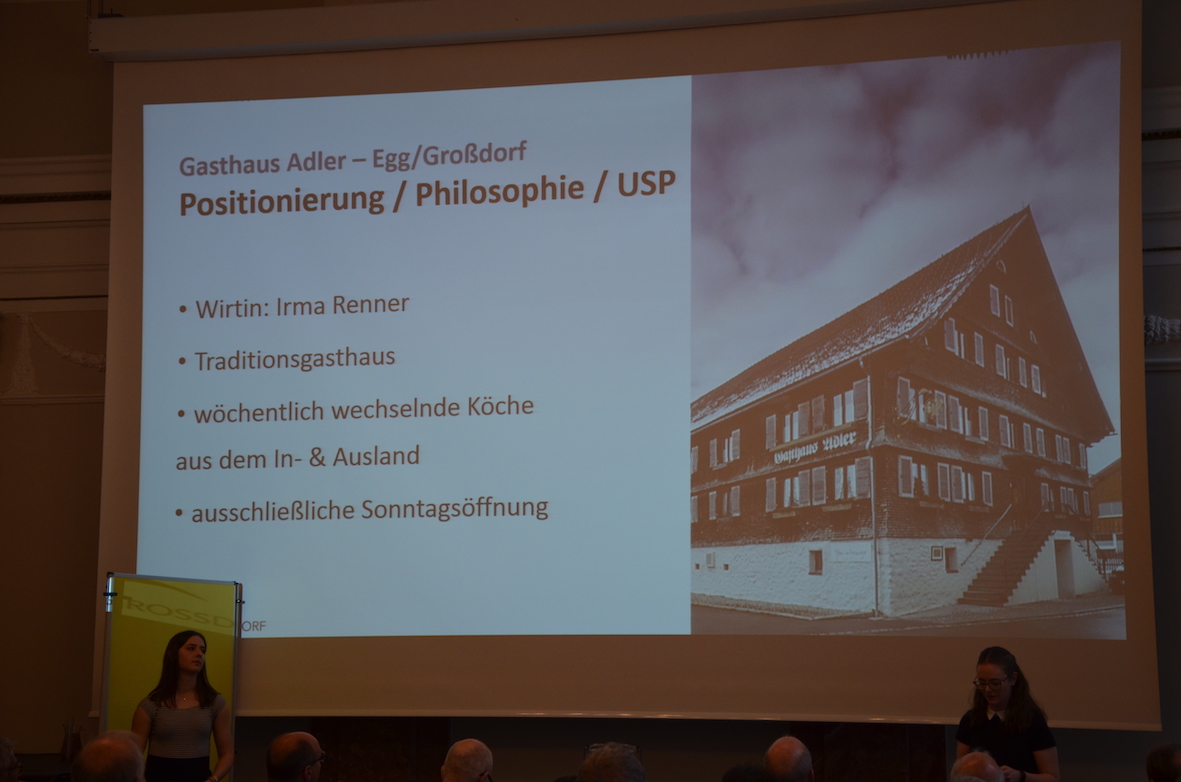 Gasthaus Adler – Egg/Großdorf
Positionierung / Philosophie / USP
• Wirtin: Irma Renner
• Traditionsgasthaus
• wöchentlich wechselnde Köche
aus dem In- & Ausland
• ausschließliche Sonntagsöffnung
Gasthaus Adler
ROSSD
ORF